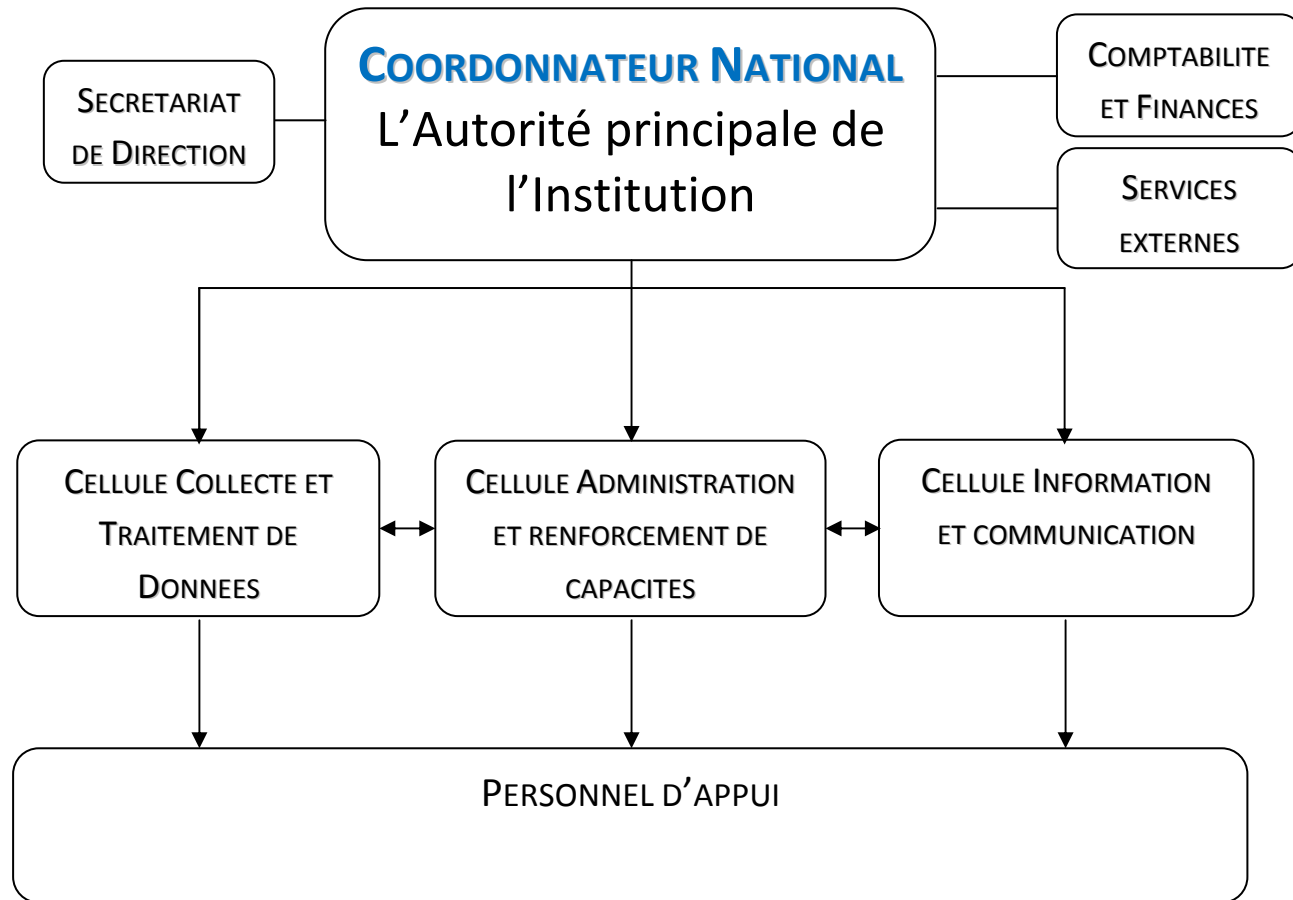 SECRETARIAT
DE DIRECTION
COORDONNATEUR NATIONAL
L’Autorité principale de
l’Institution
COMPTABILITE
ET FINANCES
SERVICES
EXTERNES
CELLULE COLLECTE ET
TRAITEMENT DE
DONNEES
CELLULE ADMINISTRATION
ET RENFORCEMENT DE
CAPACITES
CELLULE INFORMATION
ET COMMUNICATION
PERSONNEL D’APPUI